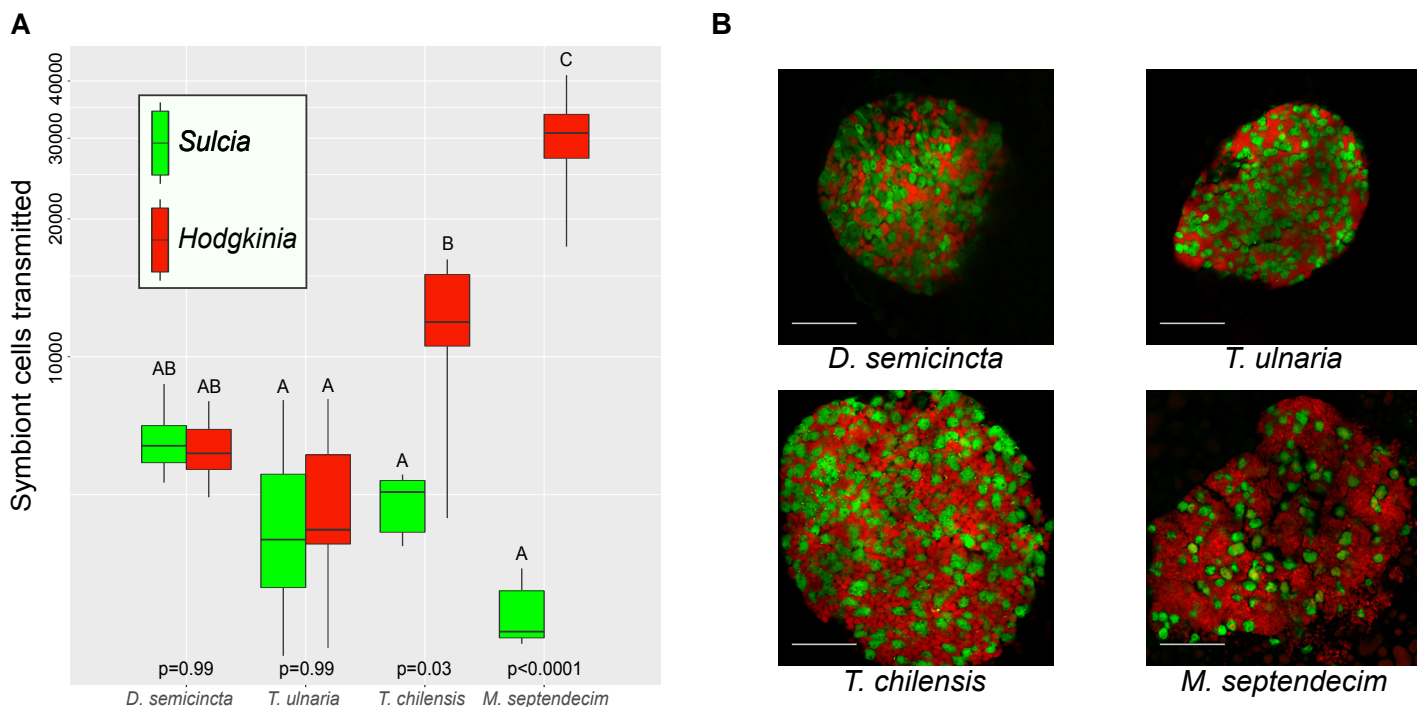 A
B
Symbiont cells transmitted
40000
30000
20000
10000
Sulcia
Hodgkinia
AB
AB
A
A
A
B
A
C
p=0.99
p=0.99
p=0.03
p<0.0001
D. semicincta
T. ulnaria
T. chilensis
M. septendecim
D. semicincta
T. ulnaria
T. chilensis
M. septendecim